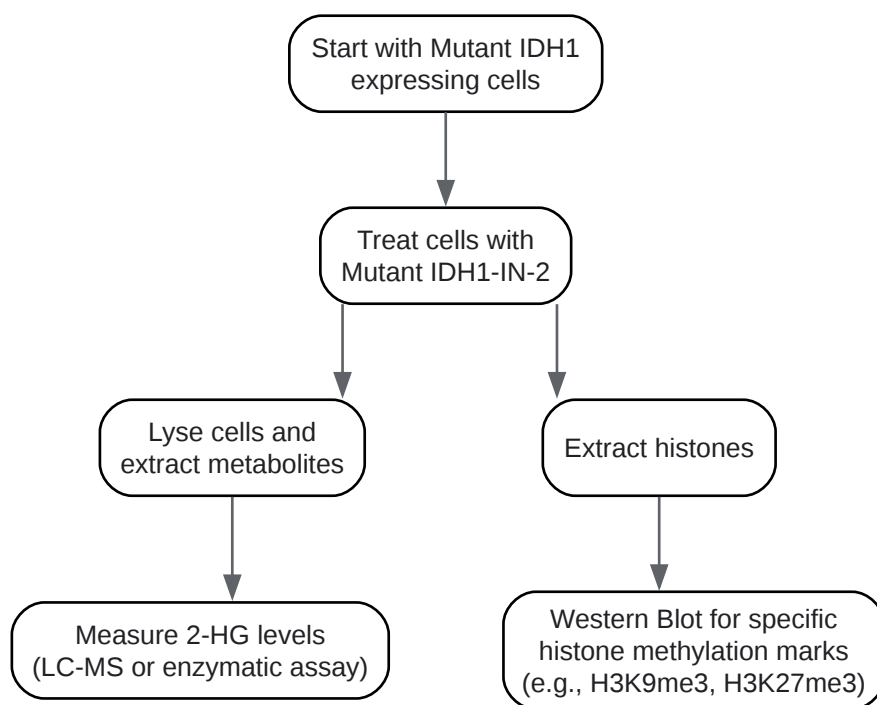 Start with Mutant IDH1
expressing cells
Treat cells with
Mutant IDH1-IN-2
Lyse cells and
extract metabolites
Extract histones
Measure 2-HG levels
(LC-MS or enzymatic assay)
Western Blot for specific
histone methylation marks
(e.g., H3K9me3, H3K27me3)